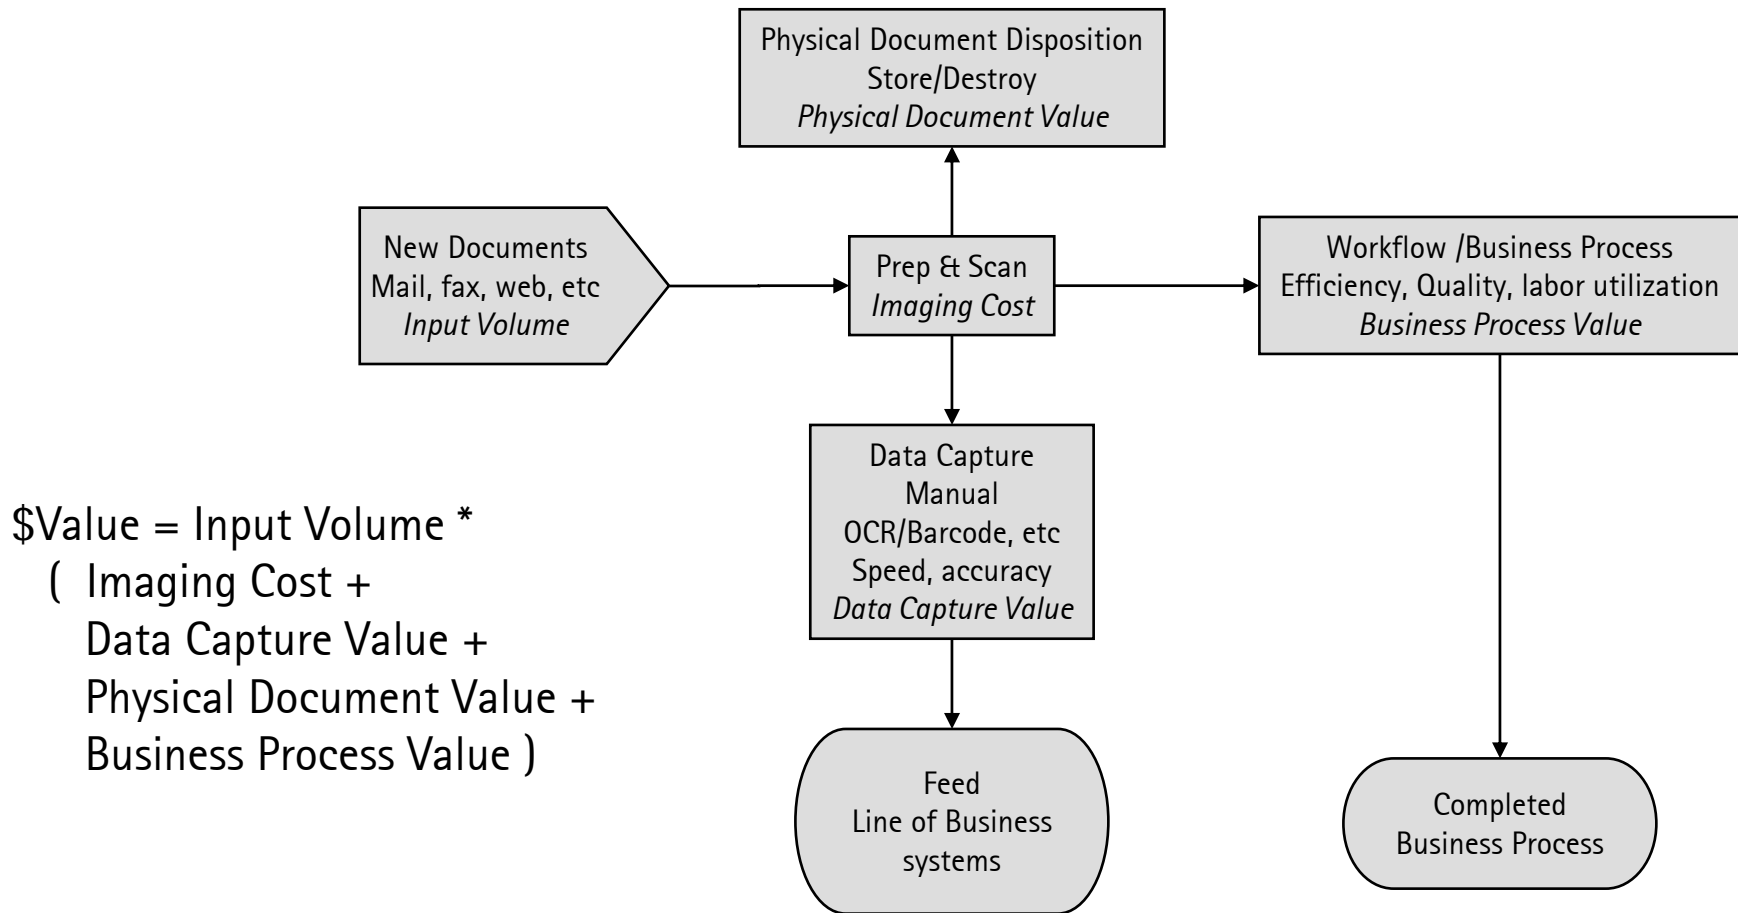 Physical Document Disposition
Store/Destroy
Physical Document Value
New Documents
Mail, fax, web, etc
Input Volume
Prep & Scan
Imaging Cost
Workflow /Business Process
Efficiency, Quality, labor utilization
Business Process Value
Data Capture
Manual
OCR/Barcode, etc
Speed, accuracy
Data Capture Value
$Value = Input Volume *
( Imaging Cost +
Data Capture Value +
Physical Document Value +
Business Process Value )
Feed
Line of Business
systems
Completed
Business Process